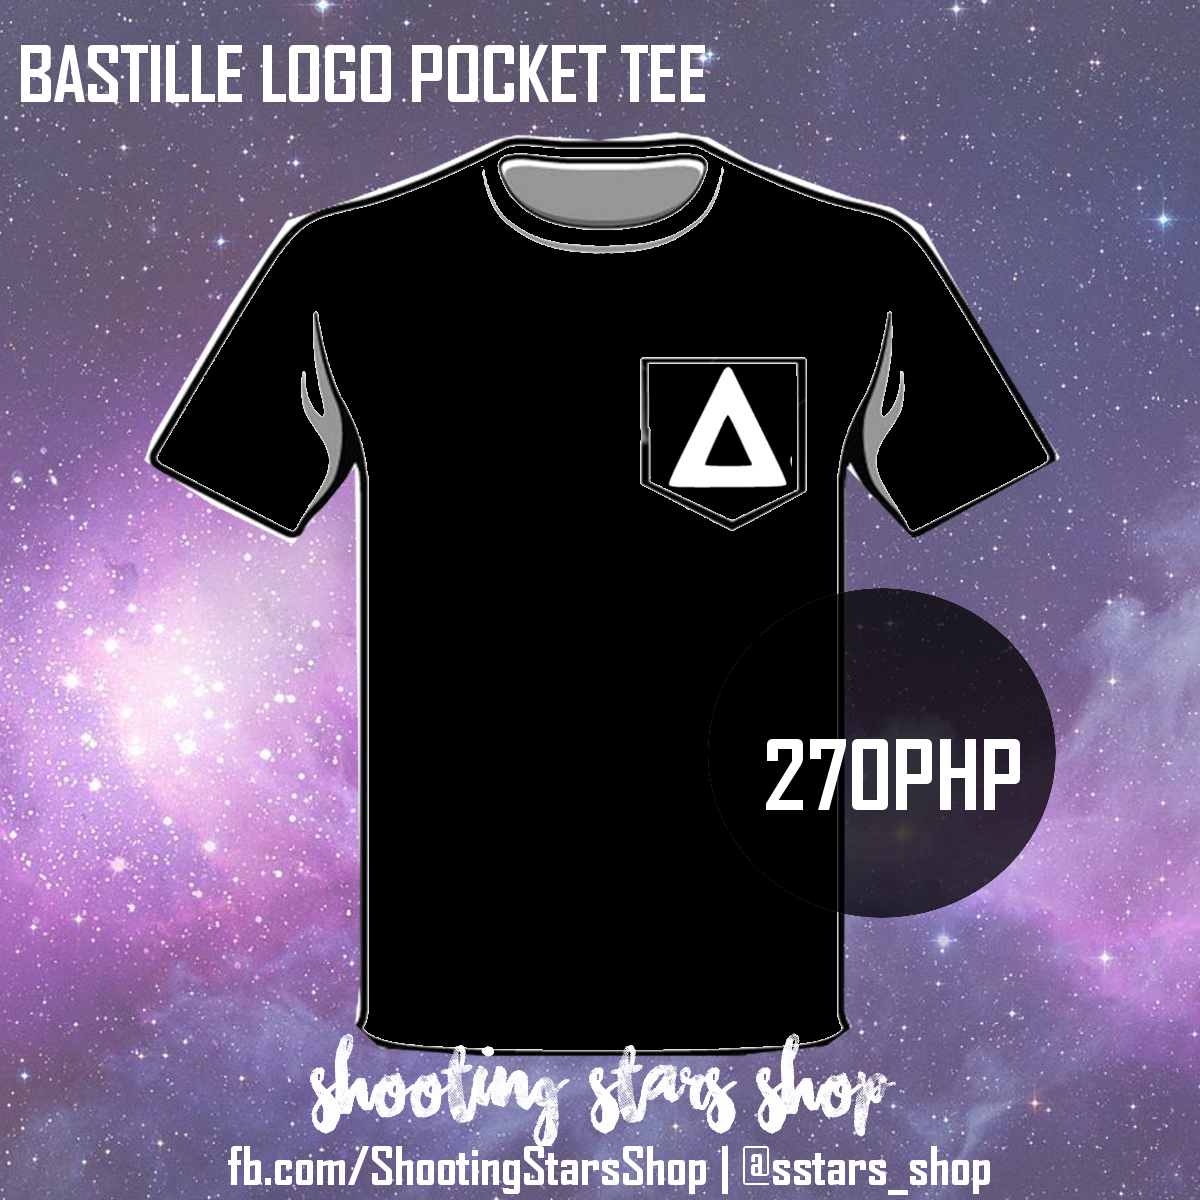 BASTILLE LOGO POCKET TEE
270PHP
shooting stars shop
fb.com/ShootingStarsShop | @sstars_shop